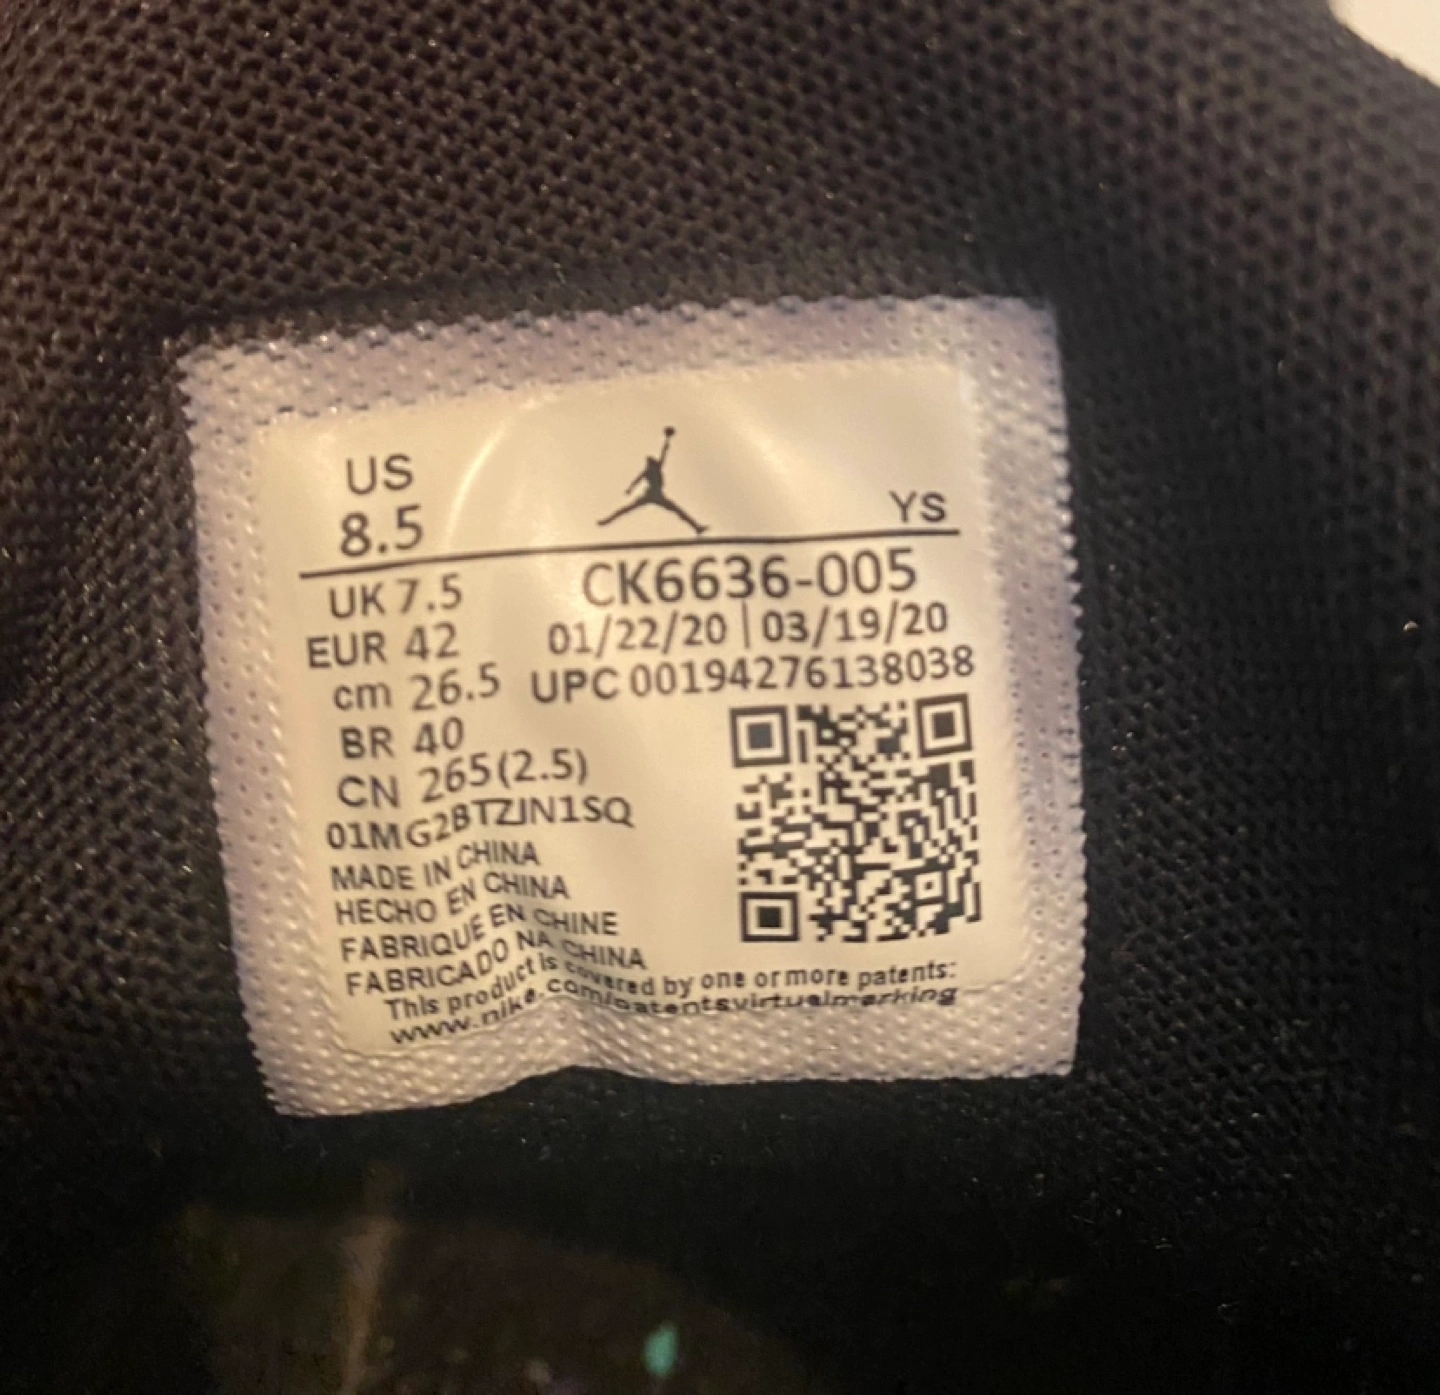 US
8.5
YS
UK 7.5
CK6636-005
EUR 42
01/22/20 | 03/19/20
cm 26.5
UPC 00194276138038
BR 40
CN 265(2.5)
01MG2BTZJN1SQ
MADE IN CHINA
HECHO EN CHINA
FABRIQUE EN CHINE
FABRICADO NA CHINA
This product is covered by one or more patents:
www.nike.com/patentsvirtualmarking